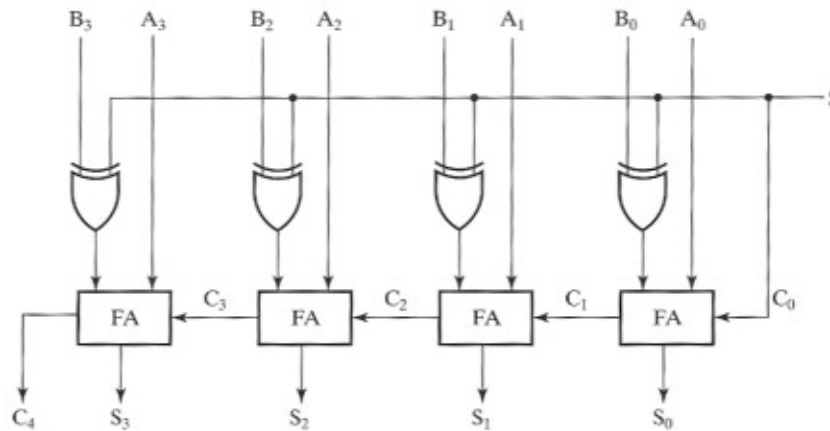 B₃ A₃ B₂ A₂ B₁ A₁ B₀ A₀
S
C₃ C₂ C₁ C₀
FA FA FA FA
C₄ S₃ S₂ S₁ S₀